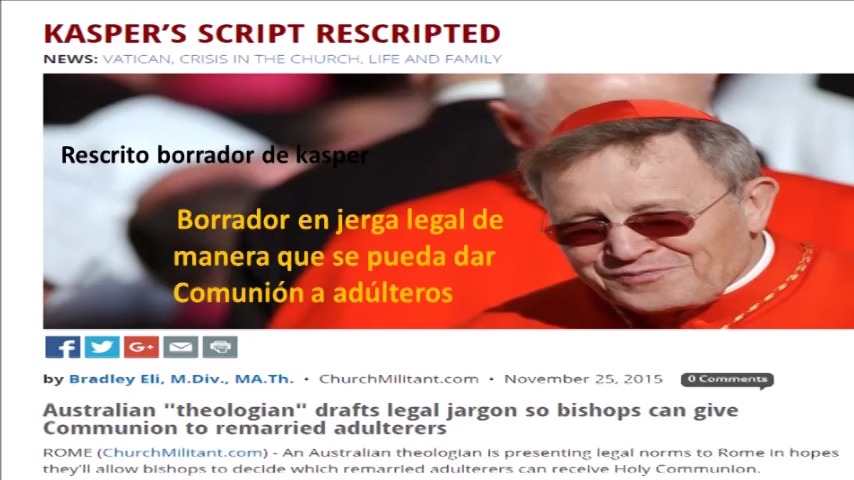 KASPER'S SCRIPT RESCRIPTED
NEWS: VATICAN, CRISIS IN THE CHURCH, LIFE AND FAMILY
Rescrito borrador de kasper
Borrador en jerga legal de
manera que se pueda dar
Comunión a adúlteros
by Bradley Eli, M.Div., MA.Th. • ChurchMilitant.com • November 25, 2015 0 Comments
Australian "theologian" drafts legal jargon so bishops can give
Communion to remarried adulterers
ROME (ChurchMilitant.com) - An Australian theologian is presenting legal norms to Rome in hopes
they'll allow bishops to decide which remarried adulterers can receive Holy Communion.